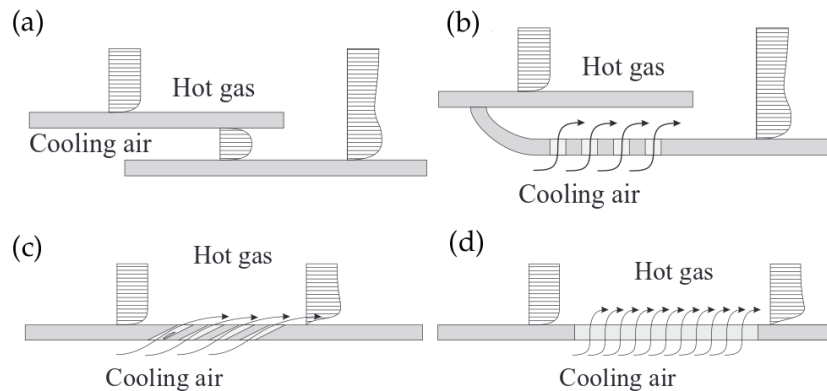 (a)
Hot gas
Cooling air
(b)
Hot gas
Cooling air
(c)
Hot gas
Cooling air
(d)
Hot gas
Cooling air